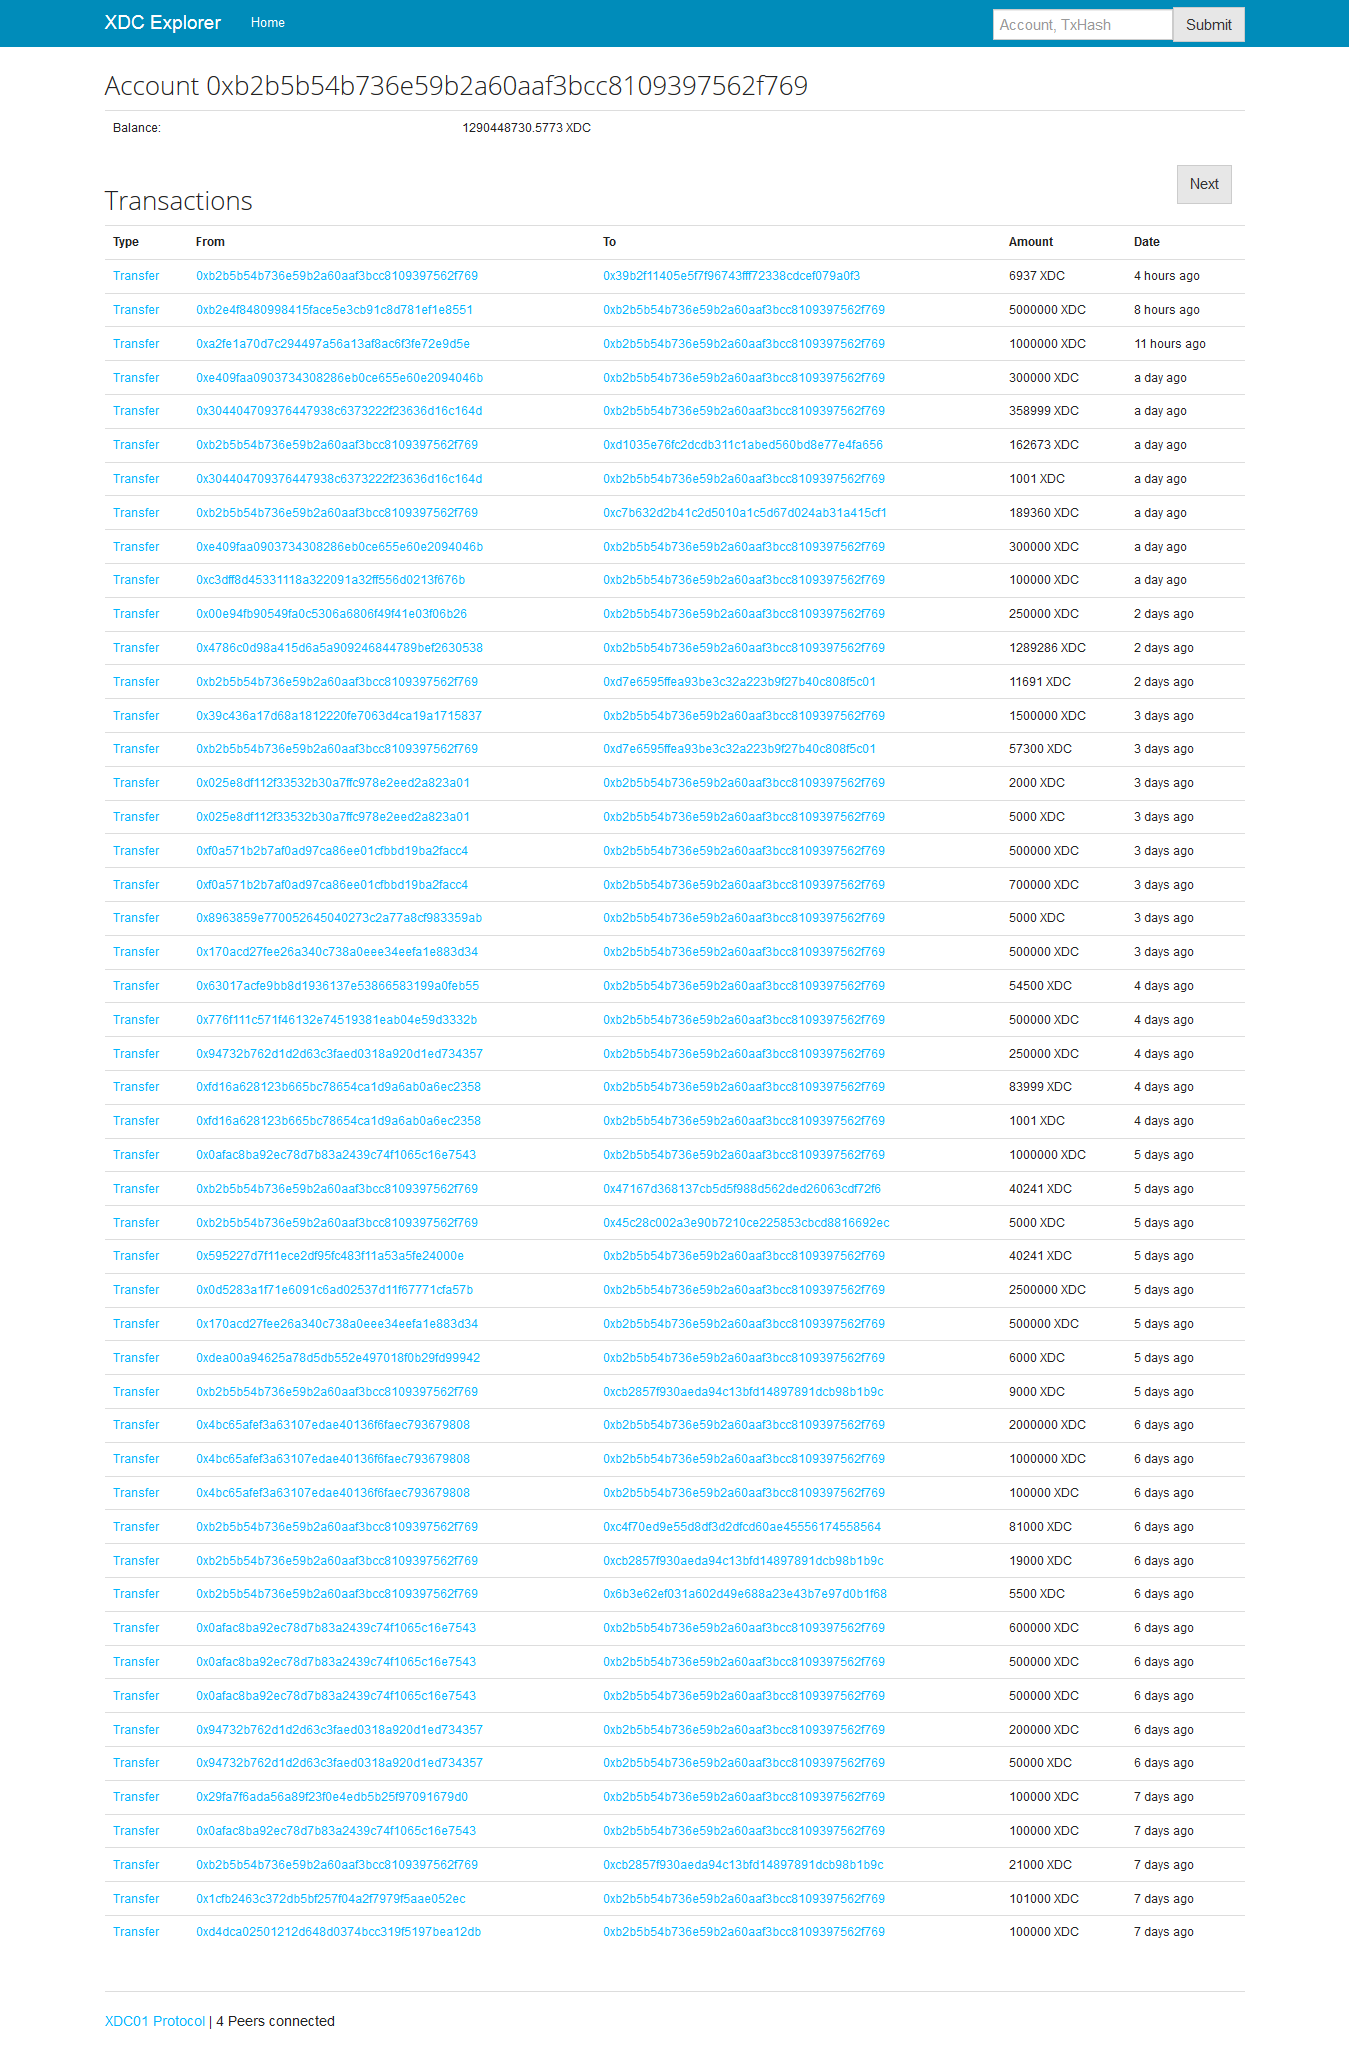 XDC Explorer Home Account, TxHash Submit
Account 0xb2b5b54b736e59b2a60aaf3bcc8109397562f769
Balance: 1290448730.5773 XDC
Next
Transactions
Type From To Amount Date
Transfer 0xb2b5b54b736e59b2a60aaf3bcc8109397562f769 0x39b2f11405e5f7f96743fff72338cdcef079a0f3 6937 XDC 4 hours ago
Transfer 0xb2e4f8480998415face5e3cb91c8d781ef1e8551 0xb2b5b54b736e59b2a60aaf3bcc8109397562f769 5000000 XDC 8 hours ago
Transfer 0xa2fe1a70d7c294497a56a13af8ac6f3fe72e9d5e 0xb2b5b54b736e59b2a60aaf3bcc8109397562f769 1000000 XDC 11 hours ago
Transfer 0xe409faa0903734308286eb0ce655e60e2094046b 0xb2b5b54b736e59b2a60aaf3bcc8109397562f769 300000 XDC a day ago
Transfer 0x304404709376447938c6373222f23636d16c164d 0xb2b5b54b736e59b2a60aaf3bcc8109397562f769 358999 XDC a day ago
Transfer 0xb2b5b54b736e59b2a60aaf3bcc8109397562f769 0xd1035e76fc2dcdb311c1abed560bd8e77e4fa656 162673 XDC a day ago
Transfer 0x304404709376447938c6373222f23636d16c164d 0xb2b5b54b736e59b2a60aaf3bcc8109397562f769 1001 XDC a day ago
Transfer 0xb2b5b54b736e59b2a60aaf3bcc8109397562f769 0xc7b632d2b41c2d5010a1c5d67d024ab31a415cf1 189360 XDC a day ago
Transfer 0xe409faa0903734308286eb0ce655e60e2094046b 0xb2b5b54b736e59b2a60aaf3bcc8109397562f769 300000 XDC a day ago
Transfer 0xc3dff8d45331118a322091a32ff556d0213f676b 0xb2b5b54b736e59b2a60aaf3bcc8109397562f769 100000 XDC a day ago
Transfer 0x00e94fb90549fa0c5306a6806f49f41e03f06b26 0xb2b5b54b736e59b2a60aaf3bcc8109397562f769 250000 XDC 2 days ago
Transfer 0x4786c0d98a415d6a5a909246844789bef2630538 0xb2b5b54b736e59b2a60aaf3bcc8109397562f769 1289286 XDC 2 days ago
Transfer 0xb2b5b54b736e59b2a60aaf3bcc8109397562f769 0xd7e6595ffea93be3c32a223b9f27b40c808f5c01 11691 XDC 2 days ago
Transfer 0x39c436a17d68a1812220fe7063d4ca19a1715837 0xb2b5b54b736e59b2a60aaf3bcc8109397562f769 1500000 XDC 3 days ago
Transfer 0xb2b5b54b736e59b2a60aaf3bcc8109397562f769 0xd7e6595ffea93be3c32a223b9f27b40c808f5c01 57300 XDC 3 days ago
Transfer 0x025e8df112f33532b30a7ffc978e2eed2a823a01 0xb2b5b54b736e59b2a60aaf3bcc8109397562f769 2000 XDC 3 days ago
Transfer 0x025e8df112f33532b30a7ffc978e2eed2a823a01 0xb2b5b54b736e59b2a60aaf3bcc8109397562f769 5000 XDC 3 days ago
Transfer 0xf0a571b2b7af0ad97ca86ee01cfbbd19ba2facc4 0xb2b5b54b736e59b2a60aaf3bcc8109397562f769 500000 XDC 3 days ago
Transfer 0xf0a571b2b7af0ad97ca86ee01cfbbd19ba2facc4 0xb2b5b54b736e59b2a60aaf3bcc8109397562f769 700000 XDC 3 days ago
Transfer 0x8963859e770052645040273c2a77a8cf983359ab 0xb2b5b54b736e59b2a60aaf3bcc8109397562f769 5000 XDC 3 days ago
Transfer 0x170acd27fee26a340c738a0eee34eefa1e883d34 0xb2b5b54b736e59b2a60aaf3bcc8109397562f769 500000 XDC 3 days ago
Transfer 0x63017acfe9bb8d1936137e53866583199a0feb55 0xb2b5b54b736e59b2a60aaf3bcc8109397562f769 54500 XDC 4 days ago
Transfer 0x776f111c571f46132e74519381eab04e59d3332b 0xb2b5b54b736e59b2a60aaf3bcc8109397562f769 500000 XDC 4 days ago
Transfer 0x94732b762d1d2d63c3faed0318a920d1ed734357 0xb2b5b54b736e59b2a60aaf3bcc8109397562f769 250000 XDC 4 days ago
Transfer 0xfd16a628123b665bc78654ca1d9a6ab0a6ec2358 0xb2b5b54b736e59b2a60aaf3bcc8109397562f769 83999 XDC 4 days ago
Transfer 0xfd16a628123b665bc78654ca1d9a6ab0a6ec2358 0xb2b5b54b736e59b2a60aaf3bcc8109397562f769 1001 XDC 4 days ago
Transfer 0x0afac8ba92ec78d7b83a2439c74f1065c16e7543 0xb2b5b54b736e59b2a60aaf3bcc8109397562f769 1000000 XDC 5 days ago
Transfer 0xb2b5b54b736e59b2a60aaf3bcc8109397562f769 0x47167d368137cb5d5f988d562ded26063cdf72f6 40241 XDC 5 days ago
Transfer 0xb2b5b54b736e59b2a60aaf3bcc8109397562f769 0x45c28c002a3e90b7210ce225853cbcd8816692ec 5000 XDC 5 days ago
Transfer 0x595227d7f11ece2df95fc483f11a53a5fe24000e 0xb2b5b54b736e59b2a60aaf3bcc8109397562f769 40241 XDC 5 days ago
Transfer 0x0d5283a1f71e6091c6ad02537d11f67771cfa57b 0xb2b5b54b736e59b2a60aaf3bcc8109397562f769 2500000 XDC 5 days ago
Transfer 0x170acd27fee26a340c738a0eee34eefa1e883d34 0xb2b5b54b736e59b2a60aaf3bcc8109397562f769 500000 XDC 5 days ago
Transfer 0xdea00a94625a78d5db552e497018f0b29fd99942 0xb2b5b54b736e59b2a60aaf3bcc8109397562f769 6000 XDC 5 days ago
Transfer 0xb2b5b54b736e59b2a60aaf3bcc8109397562f769 0xcb2857f930aeda94c13bfd14897891dcb98b1b9c 9000 XDC 5 days ago
Transfer 0x4bc65afef3a63107edae40136f6faec793679808 0xb2b5b54b736e59b2a60aaf3bcc8109397562f769 2000000 XDC 6 days ago
Transfer 0x4bc65afef3a63107edae40136f6faec793679808 0xb2b5b54b736e59b2a60aaf3bcc8109397562f769 1000000 XDC 6 days ago
Transfer 0x4bc65afef3a63107edae40136f6faec793679808 0xb2b5b54b736e59b2a60aaf3bcc8109397562f769 100000 XDC 6 days ago
Transfer 0xb2b5b54b736e59b2a60aaf3bcc8109397562f769 0xc4f70ed9e55d8df3d2dfcd60ae45556174558564 81000 XDC 6 days ago
Transfer 0xb2b5b54b736e59b2a60aaf3bcc8109397562f769 0xcb2857f930aeda94c13bfd14897891dcb98b1b9c 19000 XDC 6 days ago
Transfer 0xb2b5b54b736e59b2a60aaf3bcc8109397562f769 0x6b3e62ef031a602d49e688a23e43b7e97d0b1f68 5500 XDC 6 days ago
Transfer 0x0afac8ba92ec78d7b83a2439c74f1065c16e7543 0xb2b5b54b736e59b2a60aaf3bcc8109397562f769 600000 XDC 6 days ago
Transfer 0x0afac8ba92ec78d7b83a2439c74f1065c16e7543 0xb2b5b54b736e59b2a60aaf3bcc8109397562f769 500000 XDC 6 days ago
Transfer 0x0afac8ba92ec78d7b83a2439c74f1065c16e7543 0xb2b5b54b736e59b2a60aaf3bcc8109397562f769 500000 XDC 6 days ago
Transfer 0x94732b762d1d2d63c3faed0318a920d1ed734357 0xb2b5b54b736e59b2a60aaf3bcc8109397562f769 200000 XDC 6 days ago
Transfer 0x94732b762d1d2d63c3faed0318a920d1ed734357 0xb2b5b54b736e59b2a60aaf3bcc8109397562f769 50000 XDC 6 days ago
Transfer 0x29fa7f6ada56a89f23f0e4edb5b25f97091679d0 0xb2b5b54b736e59b2a60aaf3bcc8109397562f769 100000 XDC 7 days ago
Transfer 0x0afac8ba92ec78d7b83a2439c74f1065c16e7543 0xb2b5b54b736e59b2a60aaf3bcc8109397562f769 100000 XDC 7 days ago
Transfer 0xb2b5b54b736e59b2a60aaf3bcc8109397562f769 0xcb2857f930aeda94c13bfd14897891dcb98b1b9c 21000 XDC 7 days ago
Transfer 0x1cfb2463c372db5bf257f04a2f7979f5aae052ec 0xb2b5b54b736e59b2a60aaf3bcc8109397562f769 101000 XDC 7 days ago
Transfer 0xd4dca02501212d648d0374bcc319f5197bea12db 0xb2b5b54b736e59b2a60aaf3bcc8109397562f769 100000 XDC 7 days ago
XDC01 Protocol | 4 Peers connected